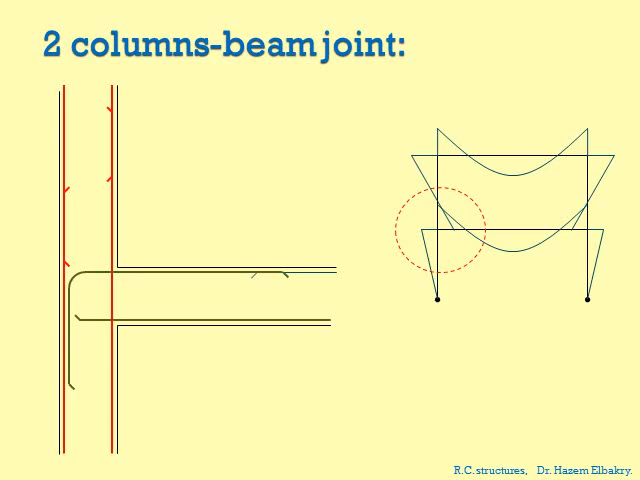 2 columns-beam joint:
R.C. structures,   Dr. Hazem Elbakry.